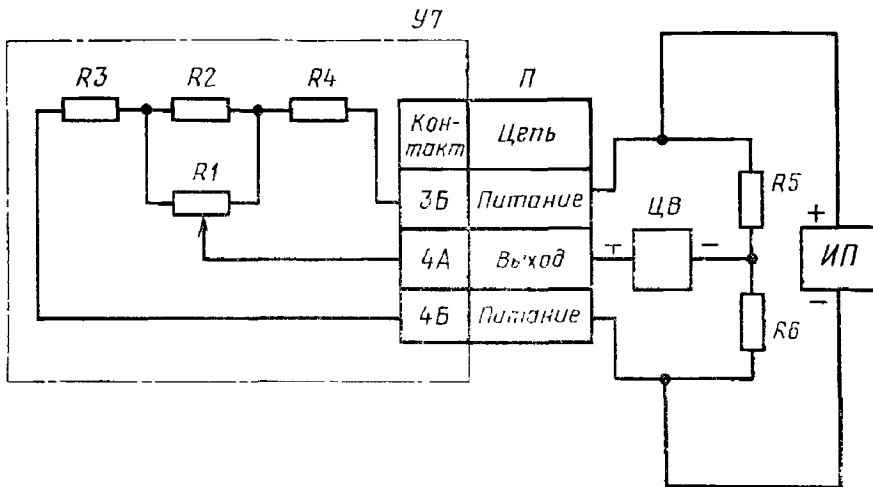 У7
R3
R2
R4
П
Кон-
такт
Цепь
R1
3Б
Питание
ЦВ
R5
4А
Выход
+
-
+
ИП
-
4Б
Питание
R6